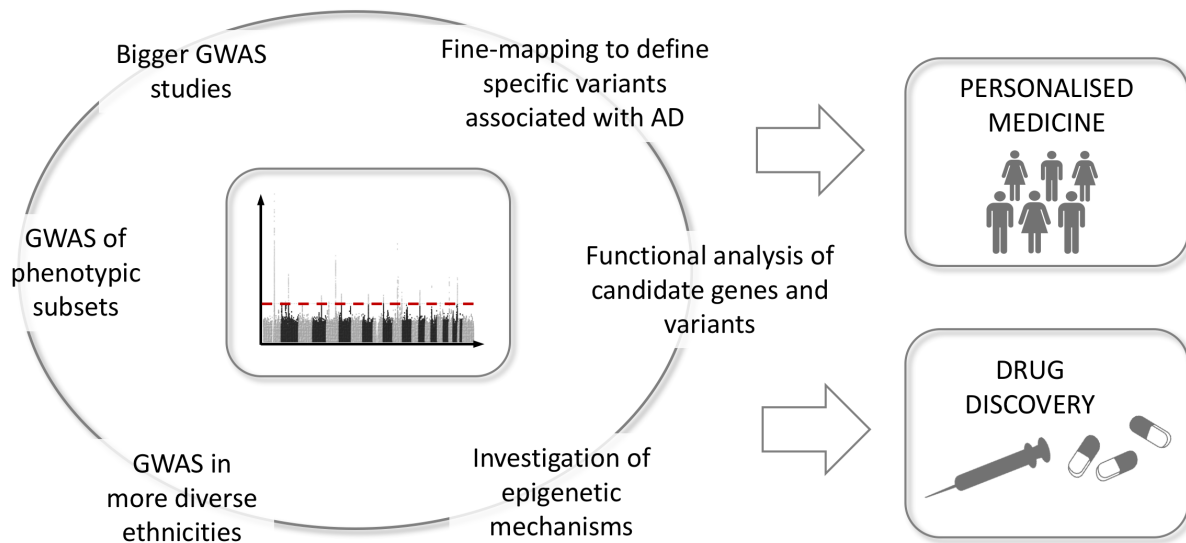 Bigger GWAS
studies
Fine-mapping to define
specific variants
associated with AD
GWAS of
phenotypic
subsets
Functional analysis of
candidate genes and
variants
GWAS in
more diverse
ethnicities
Investigation of
epigenetic
mechanisms
PERSONALISED
MEDICINE
DRUG
DISCOVERY